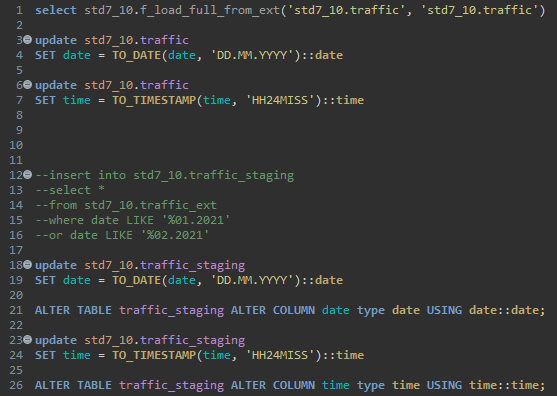 1 select std7_10.f_load_full_from_ext('std7_10.traffic', 'std7_10.traffic')
2
3 update std7_10.traffic
4 SET date = TO_DATE(date, 'DD.MM.YYYY')::date
5
6 update std7_10.traffic
7 SET time = TO_TIMESTAMP(time, 'HH24MISS')::time
8
9
10
11
12 --insert into std7_10.traffic_staging
13 --select *
14 --from std7_10.traffic_ext
15 --where date LIKE '%01.2021'
16 --or date LIKE '%02.2021'
17
18 update std7_10.traffic_staging
19 SET date = TO_DATE(date, 'DD.MM.YYYY')::date
20
21 ALTER TABLE traffic_staging ALTER COLUMN date type date USING date::date;
22
23 update std7_10.traffic_staging
24 SET time = TO_TIMESTAMP(time, 'HH24MISS')::time
25
26 ALTER TABLE traffic_staging ALTER COLUMN time type time USING time::time;